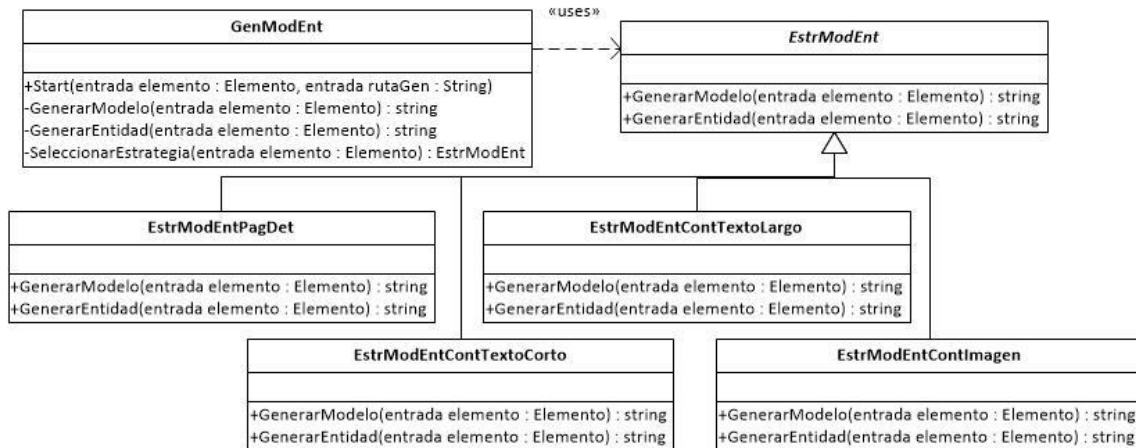 «uses»
GenModEnt
+Start(entrada elemento : Elemento, entrada rutaGen : String)
-GenerarModelo(entrada elemento : Elemento) : string
-GenerarEntidad(entrada elemento : Elemento) : string
-SeleccionarEstrategia(entrada elemento : Elemento) : EstrModEnt
EstrModEnt
+GenerarModelo(entrada elemento : Elemento) : string
+GenerarEntidad(entrada elemento : Elemento) : string
EstrModEntPagDet
+GenerarModelo(entrada elemento : Elemento) : string
+GenerarEntidad(entrada elemento : Elemento) : string
EstrModEntContTextoLargo
+GenerarModelo(entrada elemento : Elemento) : string
+GenerarEntidad(entrada elemento : Elemento) : string
EstrModEntContTextoCorto
+GenerarModelo(entrada elemento : Elemento) : string
+GenerarEntidad(entrada elemento : Elemento) : string
EstrModEntContImagen
+GenerarModelo(entrada elemento : Elemento) : string
+GenerarEntidad(entrada elemento : Elemento) : string